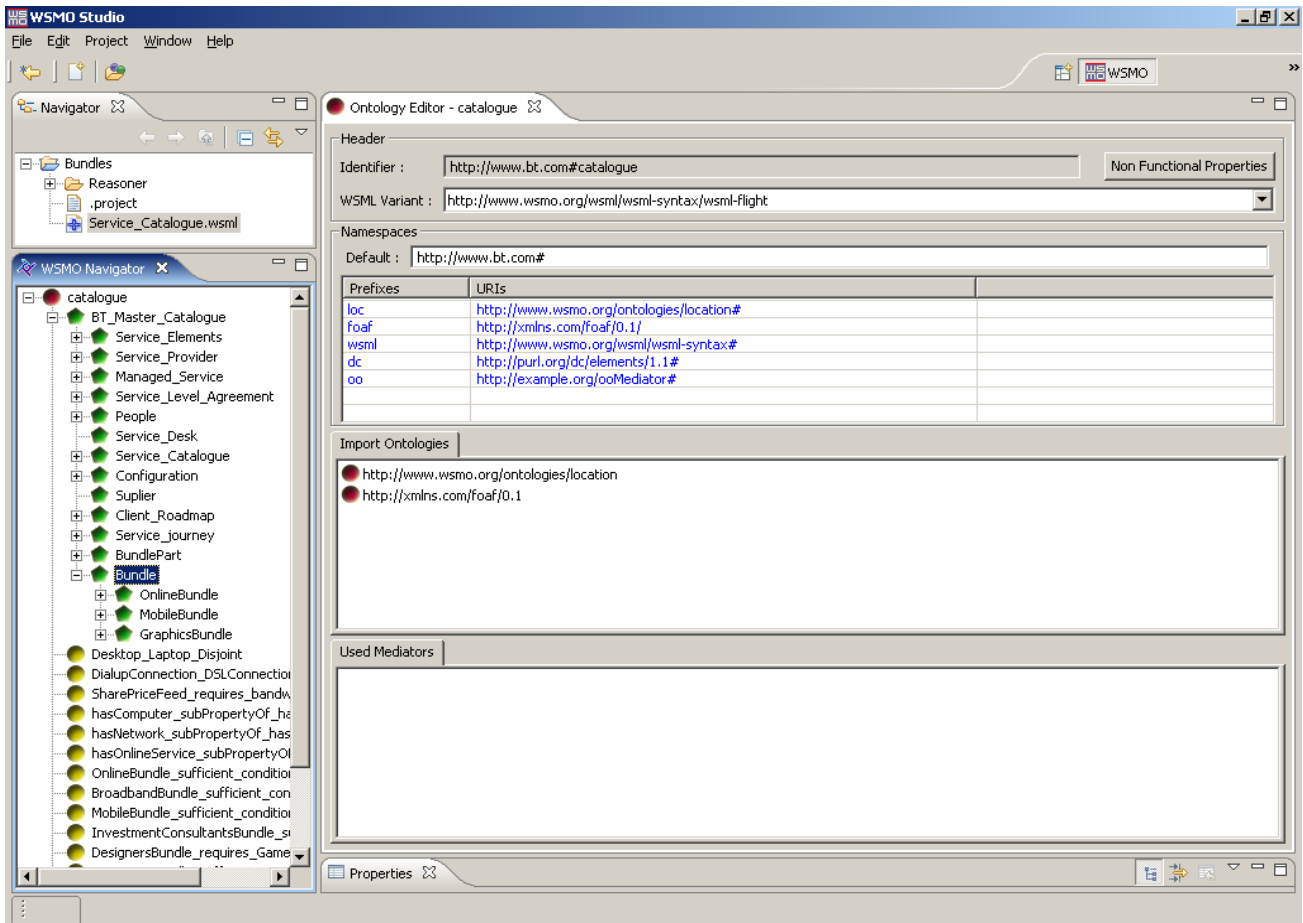 WSMO Studio
File Edit Project Window Help
WSMO
Navigator
Bundles
Reasoner
.project
Service_Catalogue.wsml
WSMO Navigator
catalogue
BT_Master_Catalogue
Service_Elements
Service_Provider
Managed_Service
Service_Level_Agreement
People
Service_Desk
Service_Catalogue
Configuration
Suplier
Client_Roadmap
Service_journey
BundlePart
Bundle
OnlineBundle
MobileBundle
GraphicsBundle
Desktop_Laptop_Disjoint
DialupConnection_DSLConnection
SharePriceFeed_requires_bandw
hasComputer_subPropertyOf_ha
hasNetwork_subPropertyOf_has
hasOnlineService_subPropertyOf
OnlineBundle_sufficient_condition
BroadbandBundle_sufficient_con
MobileBundle_sufficient_condition
InvestmentConsultantsBundle_su
DesignersBundle_requires_Game
Ontology Editor - catalogue
Header
Identifier : http://www.bt.com#catalogue Non Functional Properties
WSML Variant : http://www.wsmo.org/wsml/wsml-syntax/wsml-flight
Namespaces
Default : http://www.bt.com#
Prefixes URIs
loc http://www.wsmo.org/ontologies/location#
foaf http://xmlns.com/foaf/0.1/
wsml http://www.wsmo.org/wsml/wsml-syntax#
dc http://purl.org/dc/elements/1.1#
oo http://example.org/ooMediator#
Import Ontologies
http://www.wsmo.org/ontologies/location
http://xmlns.com/foaf/0.1
Used Mediators
Properties